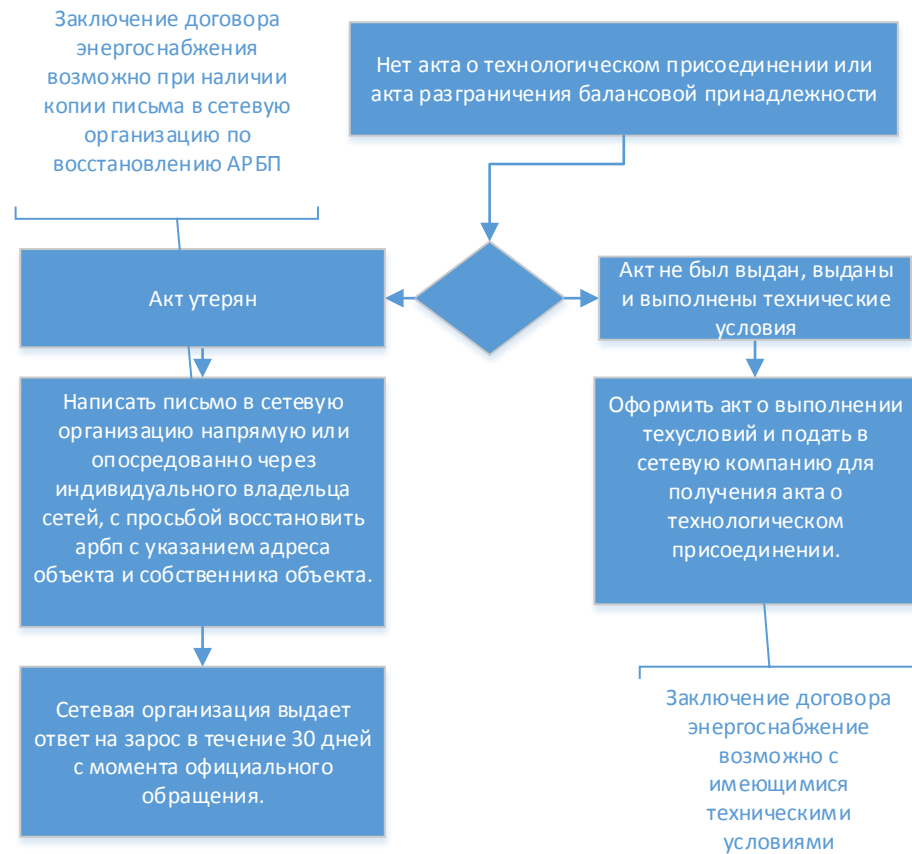 Заключение договора
энергоснабжения
возможно при наличии
копии письма в сетевую
организацию по
восстановлению АРБП
Нет акта о технологическом присоединении или
акта разграничения балансовой принадлежности
Акт утерян
Акт не был выдан, выданы
и выполнены технические
условия
Написать письмо в сетевую
организацию напрямую или
опосредованно через
индивидуального владельца
сетей, с просьбой восстановить
арбп с указанием адреса
объекта и собственника объекта.
Оформить акт о выполнении
техусловий и подать в
сетевую компанию для
получения акта о
технологическом
присоединении.
Сетевая организация выдает
ответ на зарос в течение 30 дней
с момента официального
обращения.
Заключение договора
энергоснабжение
возможно с
имеющимися
техническими
условиями